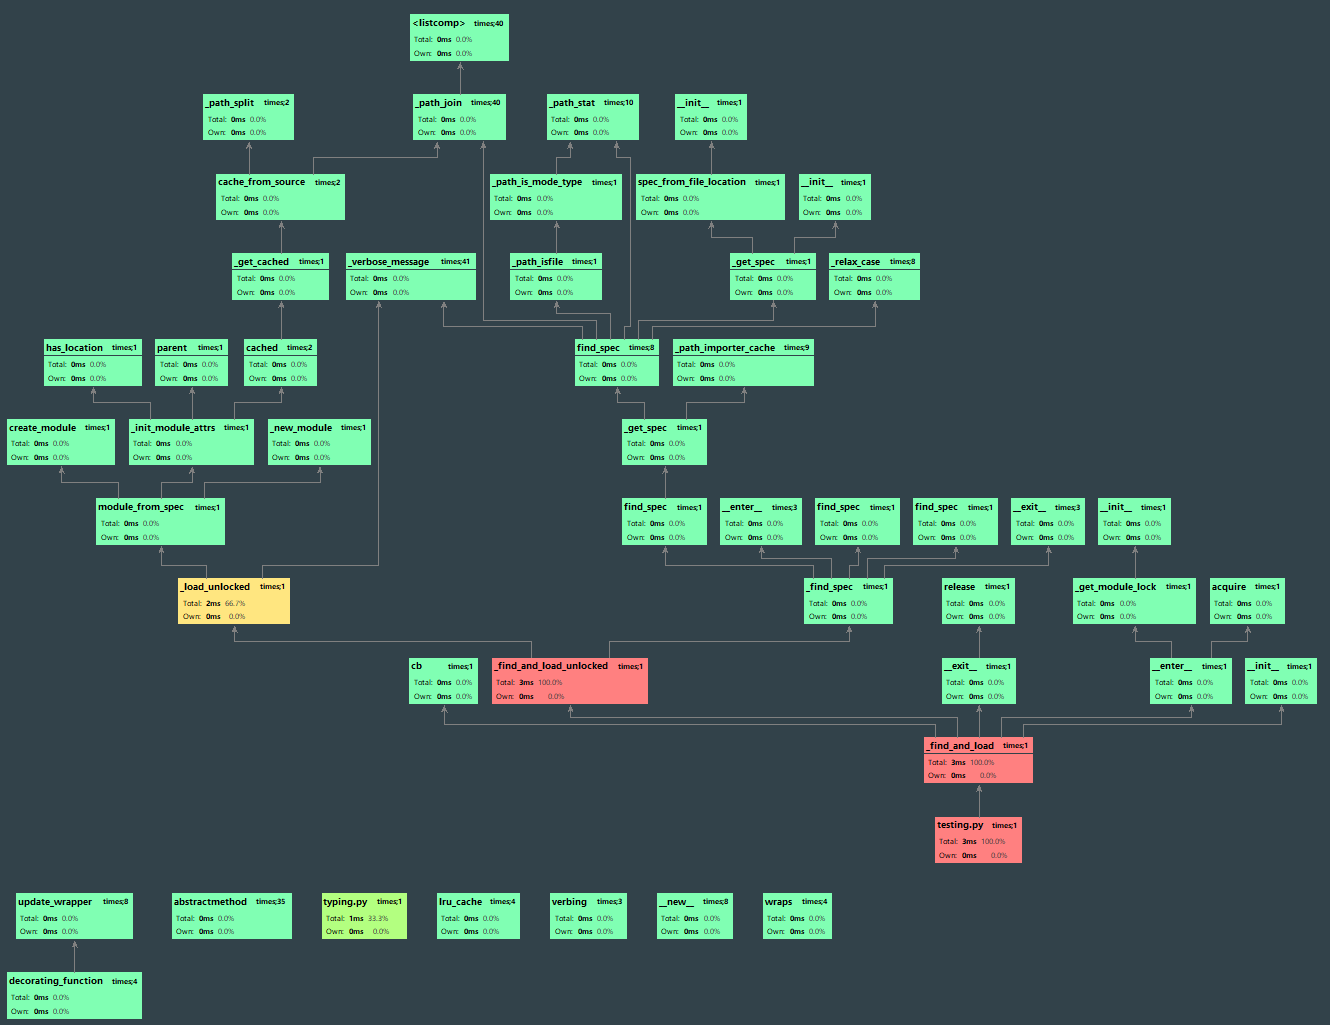 <listcomp> times;40
Total: 0ms 0.0%
Own: 0ms 0.0%
_path_split times;2
Total: 0ms 0.0%
Own: 0ms 0.0%
_path_join times;40
Total: 0ms 0.0%
Own: 0ms 0.0%
_path_stat times;10
Total: 0ms 0.0%
Own: 0ms 0.0%
__init__ times;1
Total: 0ms 0.0%
Own: 0ms 0.0%
cache_from_source times;2
Total: 0ms 0.0%
Own: 0ms 0.0%
_path_is_mode_type times;1
Total: 0ms 0.0%
Own: 0ms 0.0%
spec_from_file_location times;1
Total: 0ms 0.0%
Own: 0ms 0.0%
__init__ times;1
Total: 0ms 0.0%
Own: 0ms 0.0%
_get_cached times;1
Total: 0ms 0.0%
Own: 0ms 0.0%
_verbose_message times;41
Total: 0ms 0.0%
Own: 0ms 0.0%
_path_isfile times;1
Total: 0ms 0.0%
Own: 0ms 0.0%
_get_spec times;1
Total: 0ms 0.0%
Own: 0ms 0.0%
_relax_case times;8
Total: 0ms 0.0%
Own: 0ms 0.0%
has_location times;1
Total: 0ms 0.0%
Own: 0ms 0.0%
parent times;1
Total: 0ms 0.0%
Own: 0ms 0.0%
cached times;2
Total: 0ms 0.0%
Own: 0ms 0.0%
find_spec times;8
Total: 0ms 0.0%
Own: 0ms 0.0%
_path_importer_cache times;9
Total: 0ms 0.0%
Own: 0ms 0.0%
create_module times;1
Total: 0ms 0.0%
Own: 0ms 0.0%
_init_module_attrs times;1
Total: 0ms 0.0%
Own: 0ms 0.0%
_new_module times;1
Total: 0ms 0.0%
Own: 0ms 0.0%
_get_spec times;1
Total: 0ms 0.0%
Own: 0ms 0.0%
module_from_spec times;1
Total: 0ms 0.0%
Own: 0ms 0.0%
find_spec times;1
Total: 0ms 0.0%
Own: 0ms 0.0%
__enter__ times;3
Total: 0ms 0.0%
Own: 0ms 0.0%
find_spec times;1
Total: 0ms 0.0%
Own: 0ms 0.0%
find_spec times;1
Total: 0ms 0.0%
Own: 0ms 0.0%
__exit__ times;3
Total: 0ms 0.0%
Own: 0ms 0.0%
__init__ times;1
Total: 0ms 0.0%
Own: 0ms 0.0%
_load_unlocked times;1
Total: 2ms 66.7%
Own: 0ms 0.0%
_find_spec times;1
Total: 0ms 0.0%
Own: 0ms 0.0%
release times;1
Total: 0ms 0.0%
Own: 0ms 0.0%
_get_module_lock times;1
Total: 0ms 0.0%
Own: 0ms 0.0%
acquire times;1
Total: 0ms 0.0%
Own: 0ms 0.0%
cb times;1
Total: 0ms 0.0%
Own: 0ms 0.0%
_find_and_load_unlocked times;1
Total: 3ms 100.0%
Own: 0ms 0.0%
__exit__ times;1
Total: 0ms 0.0%
Own: 0ms 0.0%
__enter__ times;1
Total: 0ms 0.0%
Own: 0ms 0.0%
__init__ times;1
Total: 0ms 0.0%
Own: 0ms 0.0%
_find_and_load times;1
Total: 3ms 100.0%
Own: 0ms 0.0%
testing.py times;1
Total: 3ms 100.0%
Own: 0ms 0.0%
update_wrapper times;8
Total: 0ms 0.0%
Own: 0ms 0.0%
abstractmethod times;35
Total: 0ms 0.0%
Own: 0ms 0.0%
typing.py times;1
Total: 1ms 33.3%
Own: 0ms 0.0%
lru_cache times;4
Total: 0ms 0.0%
Own: 0ms 0.0%
verbing times;3
Total: 0ms 0.0%
Own: 0ms 0.0%
__new__ times;8
Total: 0ms 0.0%
Own: 0ms 0.0%
wraps times;4
Total: 0ms 0.0%
Own: 0ms 0.0%
decorating_function times;4
Total: 0ms 0.0%
Own: 0ms 0.0%